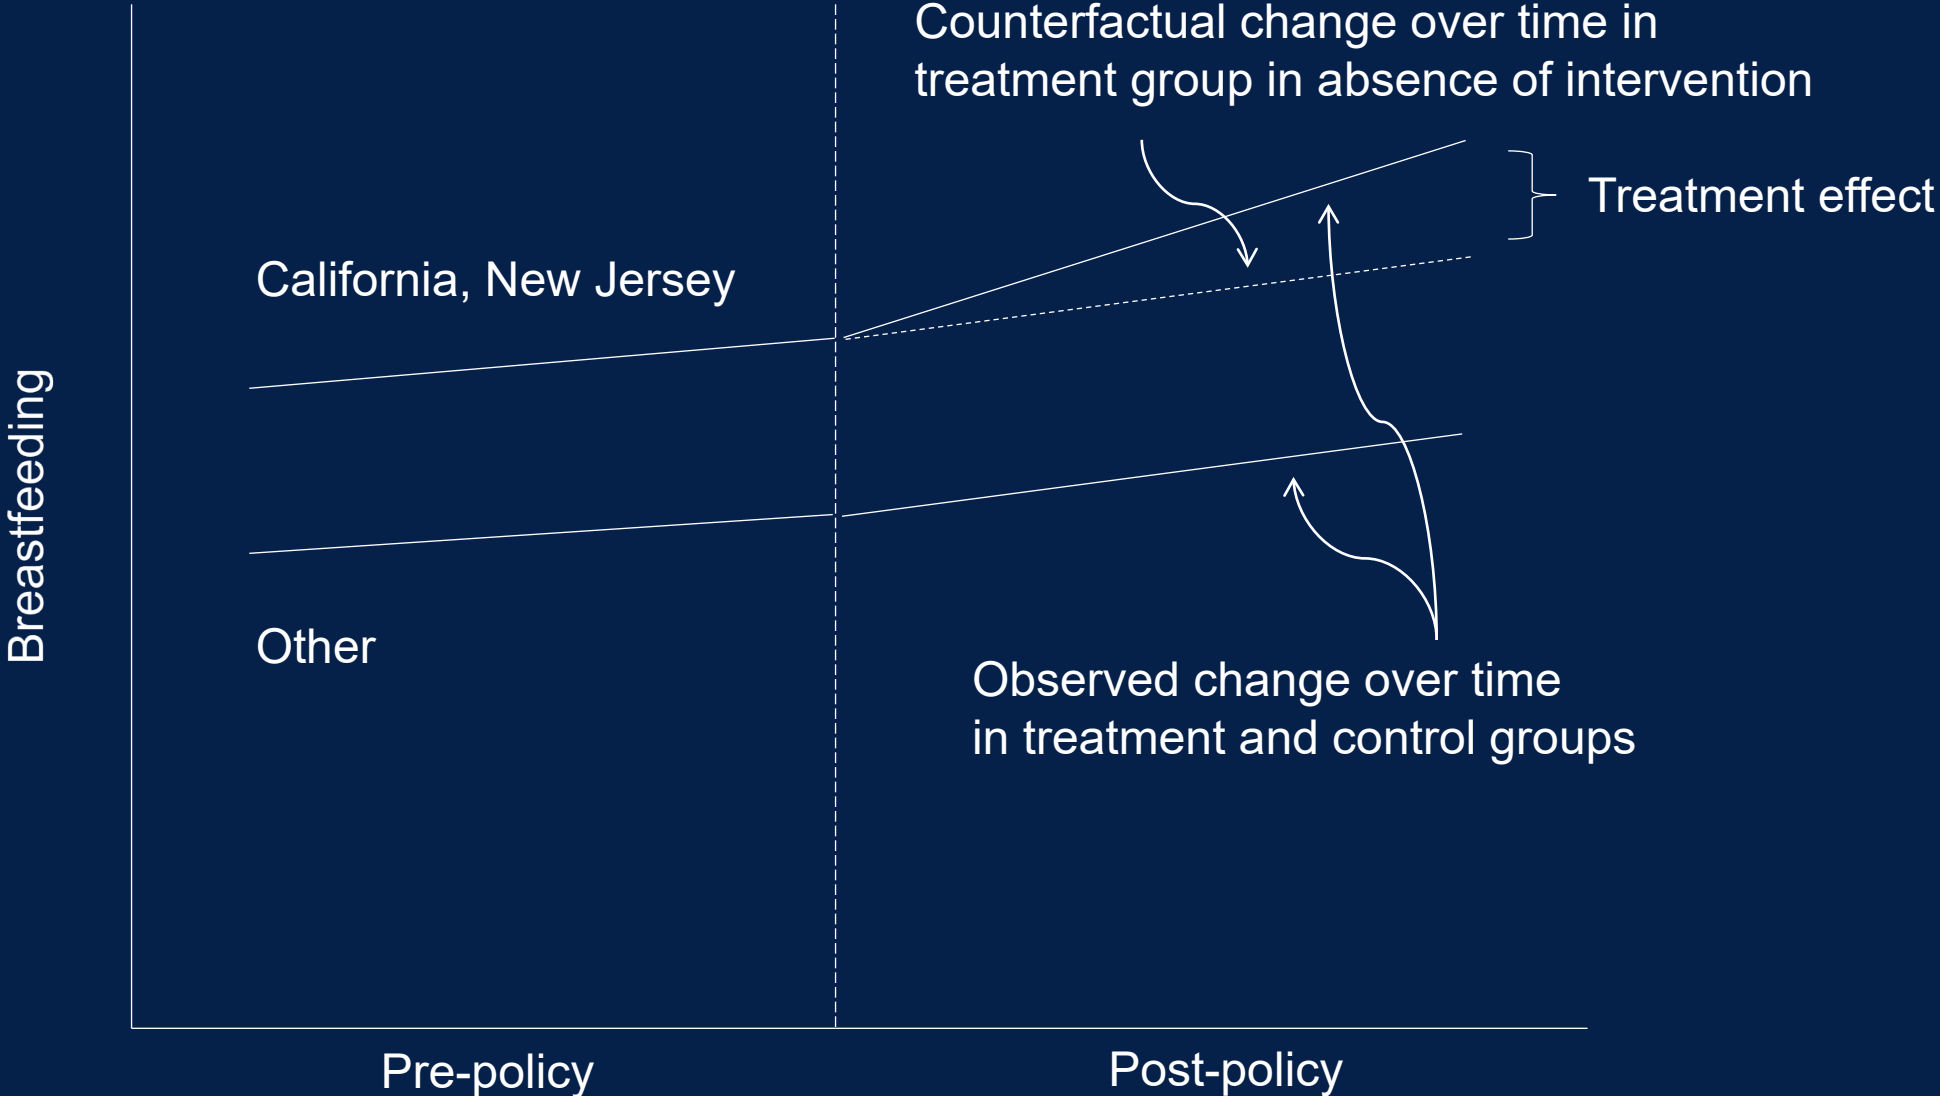 Counterfactual change over time in
treatment group in absence of intervention
Treatment effect
California, New Jersey
Breastfeeding
Other
Observed change over time
in treatment and control groups
Pre-policy
Post-policy